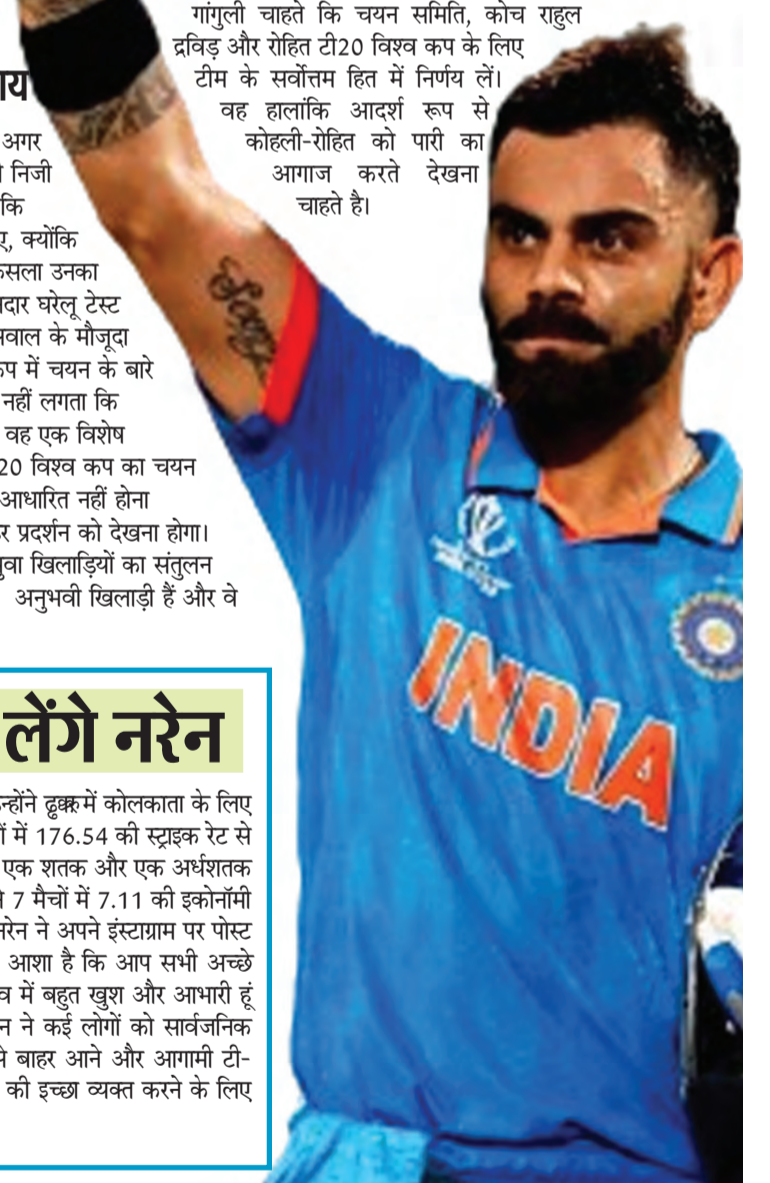 गांगुली चाहते कि चयन समिति, कोच राहुल
द्रविड़ और रोहित टी20 विश्व कप के लिए
टीम के सर्वोत्तम हित में निर्णय लें।
वह हालांकि आदर्श रूप से
कोहली-रोहित को पारी का
आगाज करते देखना
चाहते है।
अगर
निजी
कि
क्योंकि
उनका
घरेलू टेस्ट
के मौजूदा
में चयन के बारे
नहीं लगता कि
वह एक विशेष
20 विश्व कप का चयन
आधारित नहीं होना
प्रदर्शन को देखना होगा।
खिलाड़ियों का संतुलन
अनुभवी खिलाड़ी हैं और वे
लेंगे नरेन
में कोलकाता के लिए
में 176.54 की स्ट्राइक रेट से
एक शतक और एक अर्धशतक
7 मैचों में 7.11 की इकोनॉमी
ने अपने इंस्टाग्राम पर पोस्ट
आशा है कि आप सभी अच्छे
में बहुत खुश और आभारी हूं
ने कई लोगों को सार्वजनिक
बाहर आने और आगामी टी-
की इच्छा व्यक्त करने के लिए
INDIA